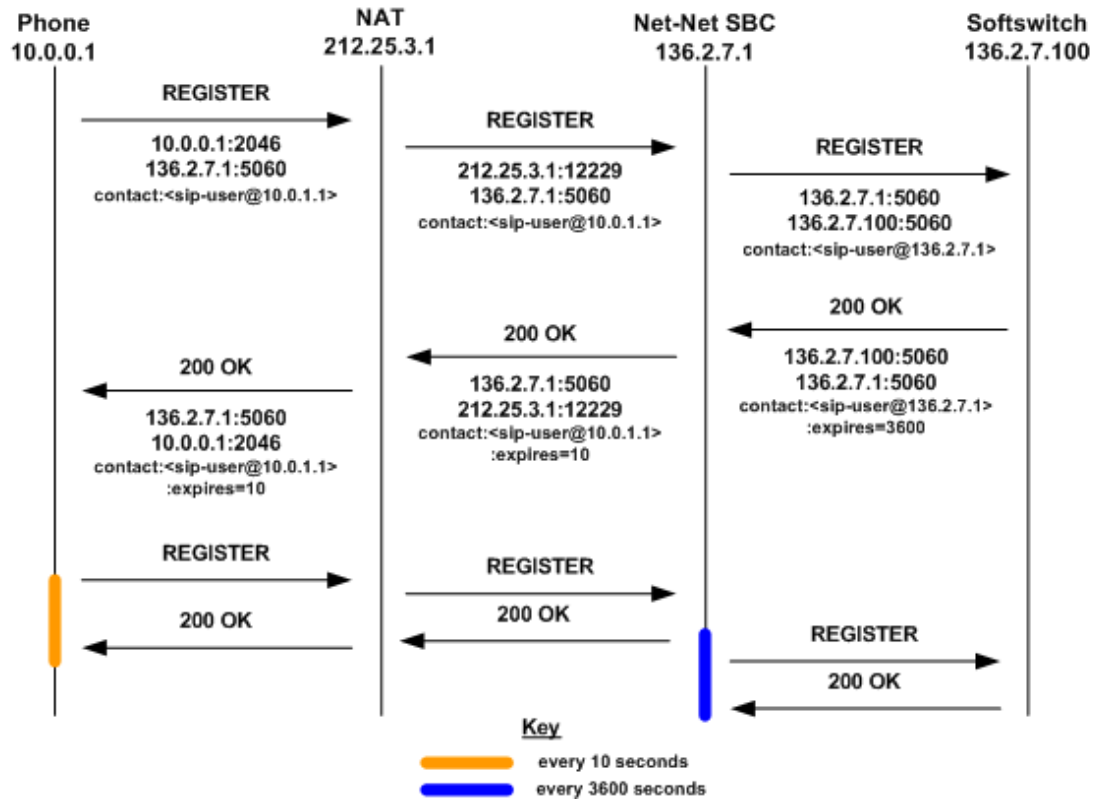 Phone
10.0.0.1
NAT
212.25.3.1
Net-Net SBC
136.2.7.1
Softswitch
136.2.7.100
REGISTER
10.0.0.1:2046
136.2.7.1:5060
contact:<sip-user@10.0.1.1>
REGISTER
212.25.3.1:12229
136.2.7.1:5060
contact:<sip-user@10.0.1.1>
REGISTER
136.2.7.1:5060
136.2.7.100:5060
contact:<sip-user@136.2.7.1>
200 OK
136.2.7.100:5060
136.2.7.1:5060
contact:<sip-user@136.2.7.1>
:expires=3600
200 OK
136.2.7.1:5060
212.25.3.1:12229
contact:<sip-user@10.0.1.1>
:expires=10
200 OK
136.2.7.1:5060
10.0.0.1:2046
contact:<sip-user@10.0.1.1>
:expires=10
REGISTER
REGISTER
200 OK
200 OK
REGISTER
200 OK
Key
every 10 seconds
every 3600 seconds